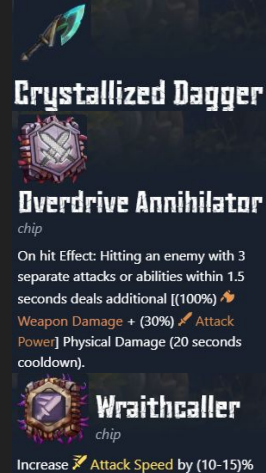 Crystallized Dagger
Overdrive Annihilator
chip
On hit Effect: Hitting an enemy with 3
separate attacks or abilities within 1.5
seconds deals additional [(100%)
Weapon Damage + (30%) Attack
Power] Physical Damage (20 seconds
cooldown).
Wraithcaller
chip
Increase Attack Speed by (10-15)%